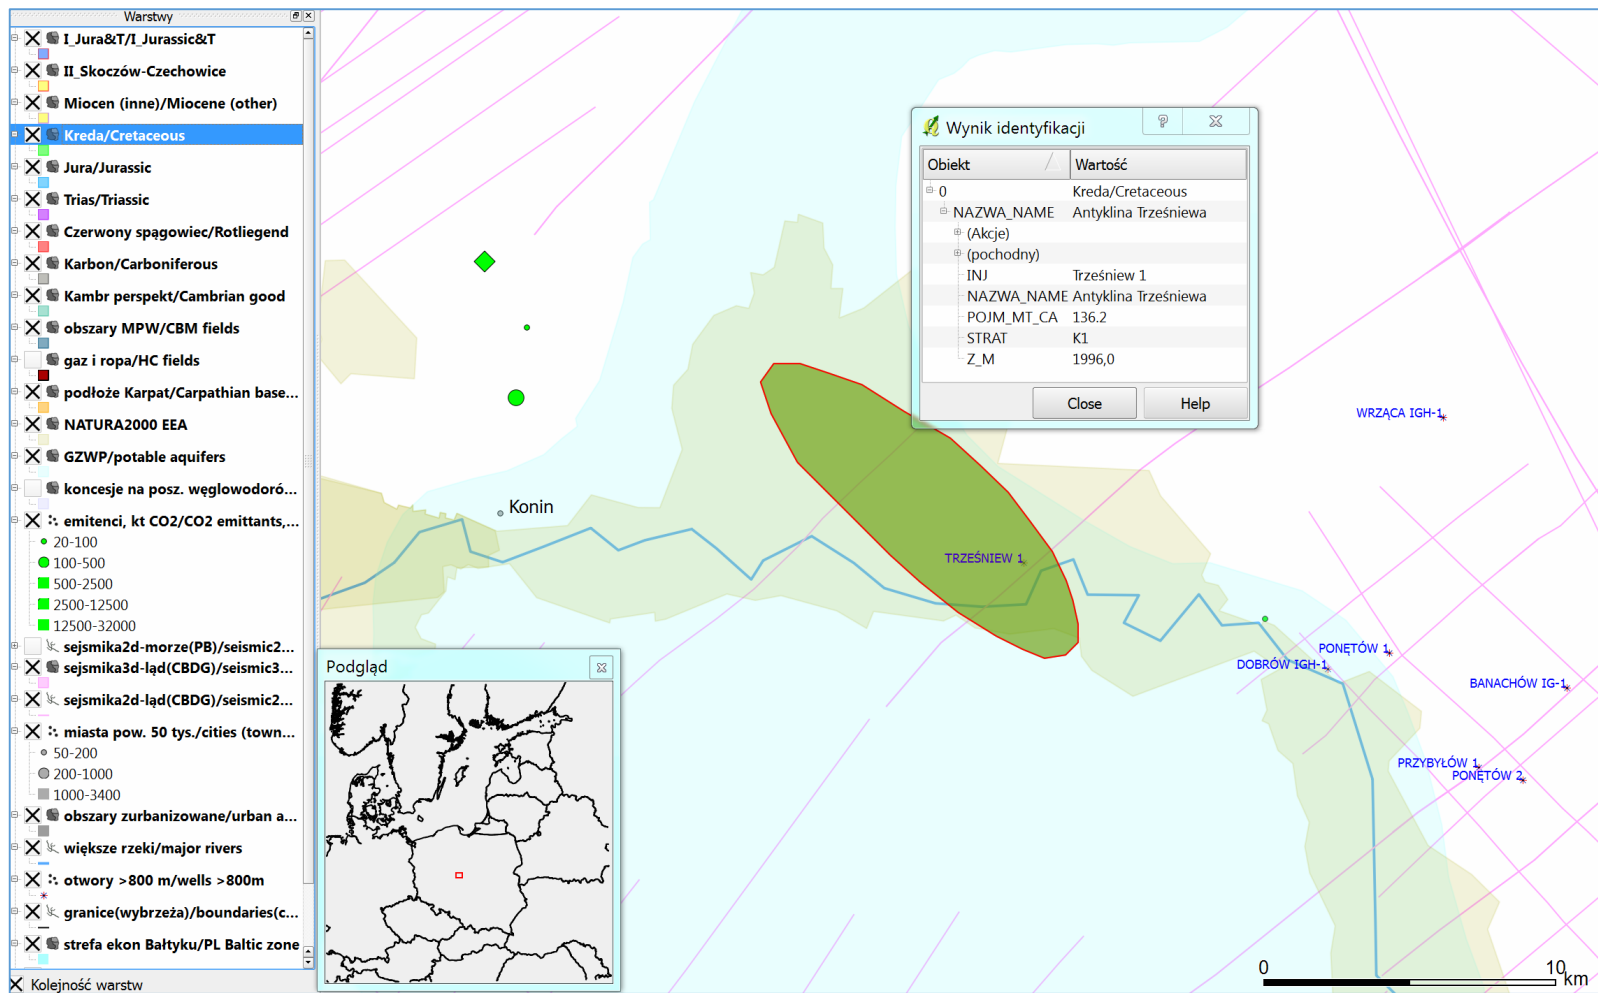 Warstwy
I_Jura&T/I_Jurassic&T
II_Skoczów-Czechowice
Miocen (inne)/Miocene (other)
Kreda/Cretaceous
Jura/Jurassic
Trias/Triassic
Czerwony spągowiec/Rotliegend
Karbon/Carboniferous
Kambr perspekt/Cambrian good
obszary MPW/CBM fields
gaz i ropa/HC fields
podłoże Karpat/Carpathian base...
NATURA2000 EEA
GZWP/potable aquifers
koncesje na posz. węglowodoró...
emitenci, kt CO2/CO2 emittants,...
20-100
100-500
500-2500
2500-12500
12500-32000
sejsmika2d-morze(PB)/seismic2...
sejsmika3d-ląd(CBDG)/seismic3...
sejsmika2d-ląd(CBDG)/seismic2...
miasta pow. 50 tys./cities (town...
50-200
200-1000
1000-3400
obszary zurbanizowane/urban a...
większe rzeki/major rivers
otwory >800 m/wells >800m
granice(wybrzeża)/boundaries(c...
strefa ekon Bałtyku/PL Baltic zone
Kolejność warstw
Wynik identyfikacji
Obiekt Wartość
0 Kreda/Cretaceous
NAZWA_NAME Antyklina Trześniewa
(Akcje)
(pochodny)
INJ Trześniew 1
NAZWA_NAME Antyklina Trześniewa
POJM_MT_CA 136.2
STRAT K1
Z_M 1996,0
Close Help
WRZĄCA IGH-1
Konin
TRZEŚNIEW 1
PONĘTÓW 1
DOBRÓW IGH-1
BANACHÓW IG-1
PRZYBYŁÓW 1
PONĘTÓW 2
Podgląd
0 10 km